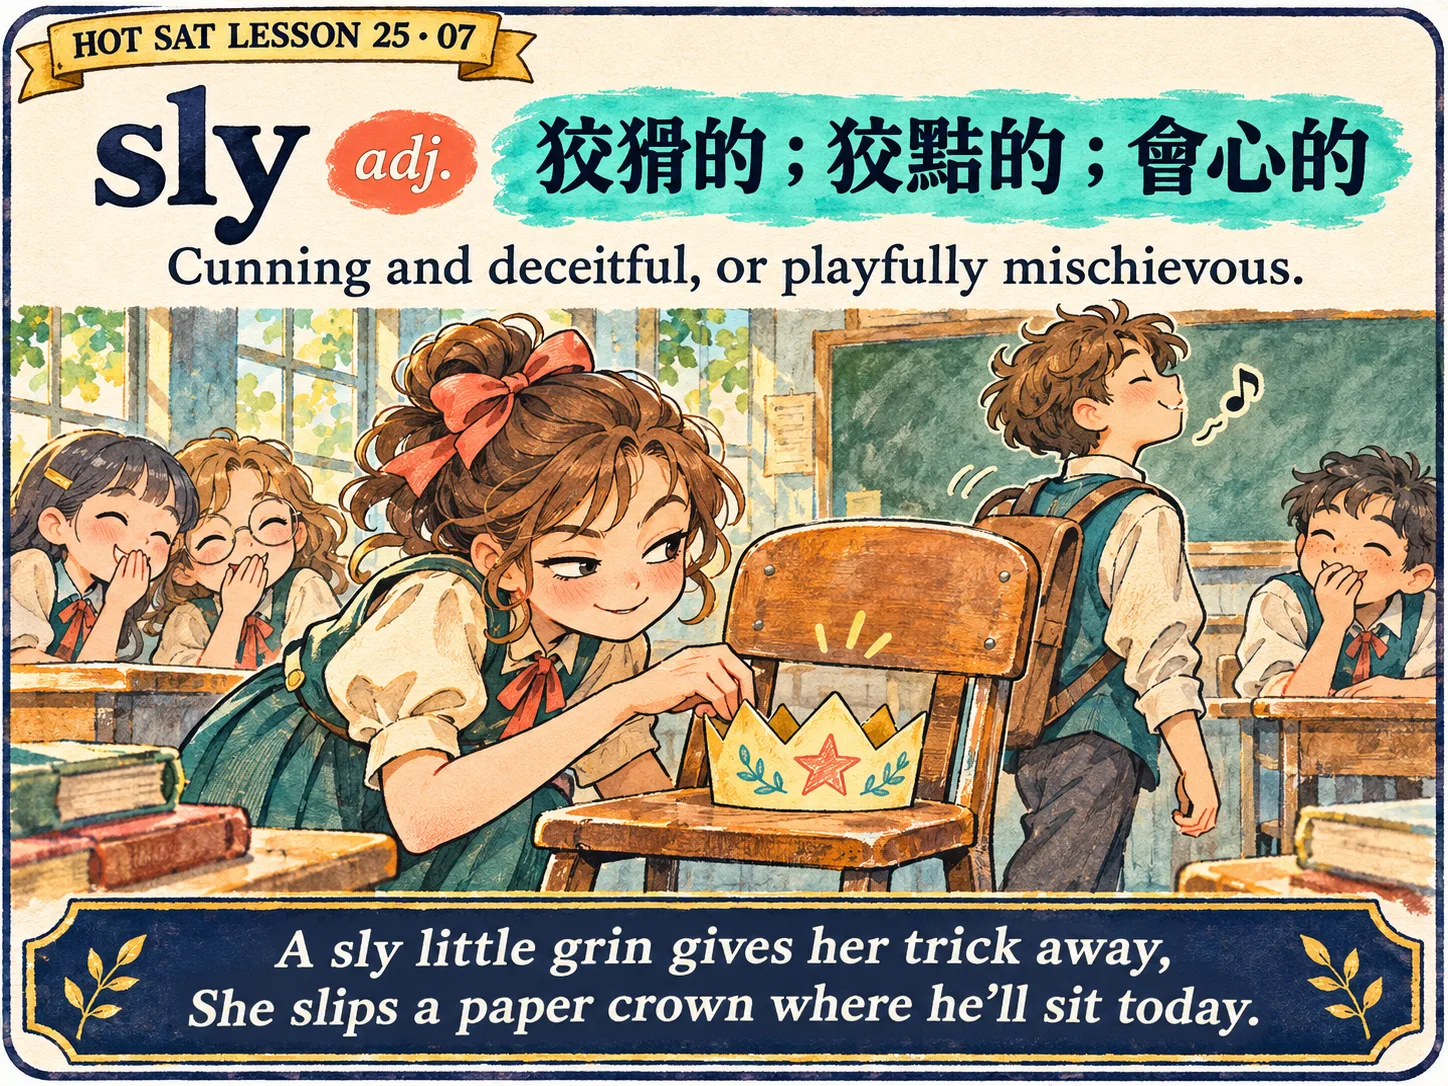 HOT SAT LESSON 25・07
sly adj. 狡猾的；狡黠的；會心的
Cunning and deceitful, or playfully mischievous.
A sly little grin gives her trick away,
She slips a paper crown where he'll sit today.